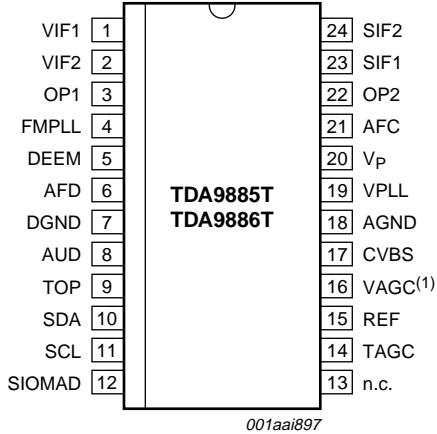 VIF1 1 24 SIF2
VIF2 2 23 SIF1
OP1 3 22 OP2
FMPLL 4 21 AFC
DEEM 5 20 VP
AFD 6 TDA9885T 19 VPLL
DGND 7 TDA9886T 18 AGND
AUD 8 17 CVBS
TOP 9 16 VAGC(1)
SDA 10 15 REF
SCL 11 14 TAGC
SIOMAD 12 13 n.c.
001aai897